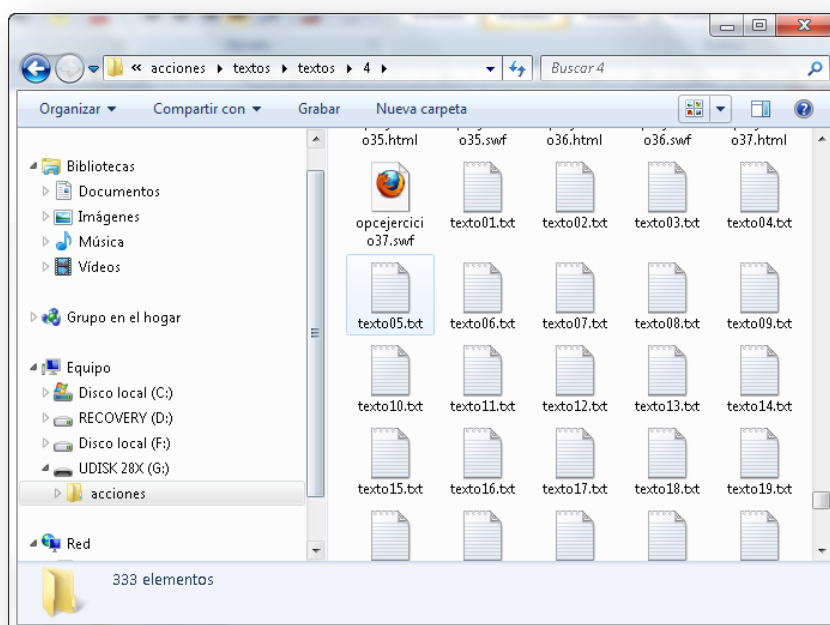 « acciones ▸ textos ▸ textos ▸ 4 ▸
Buscar 4
Organizar Compartir con Grabar Nueva carpeta
Bibliotecas
Documentos
Imágenes
Música
Vídeos
Grupo en el hogar
Equipo
Disco local (C:)
RECOVERY (D:)
Disco local (F:)
UDISK 28X (G:)
acciones
Red
o35.html o35.swf o36.html o36.swf o37.html
opcejercici
o37.swf
texto01.txt texto02.txt texto03.txt texto04.txt
texto05.txt texto06.txt texto07.txt texto08.txt texto09.txt
texto10.txt texto11.txt texto12.txt texto13.txt texto14.txt
texto15.txt texto16.txt texto17.txt texto18.txt texto19.txt
333 elementos